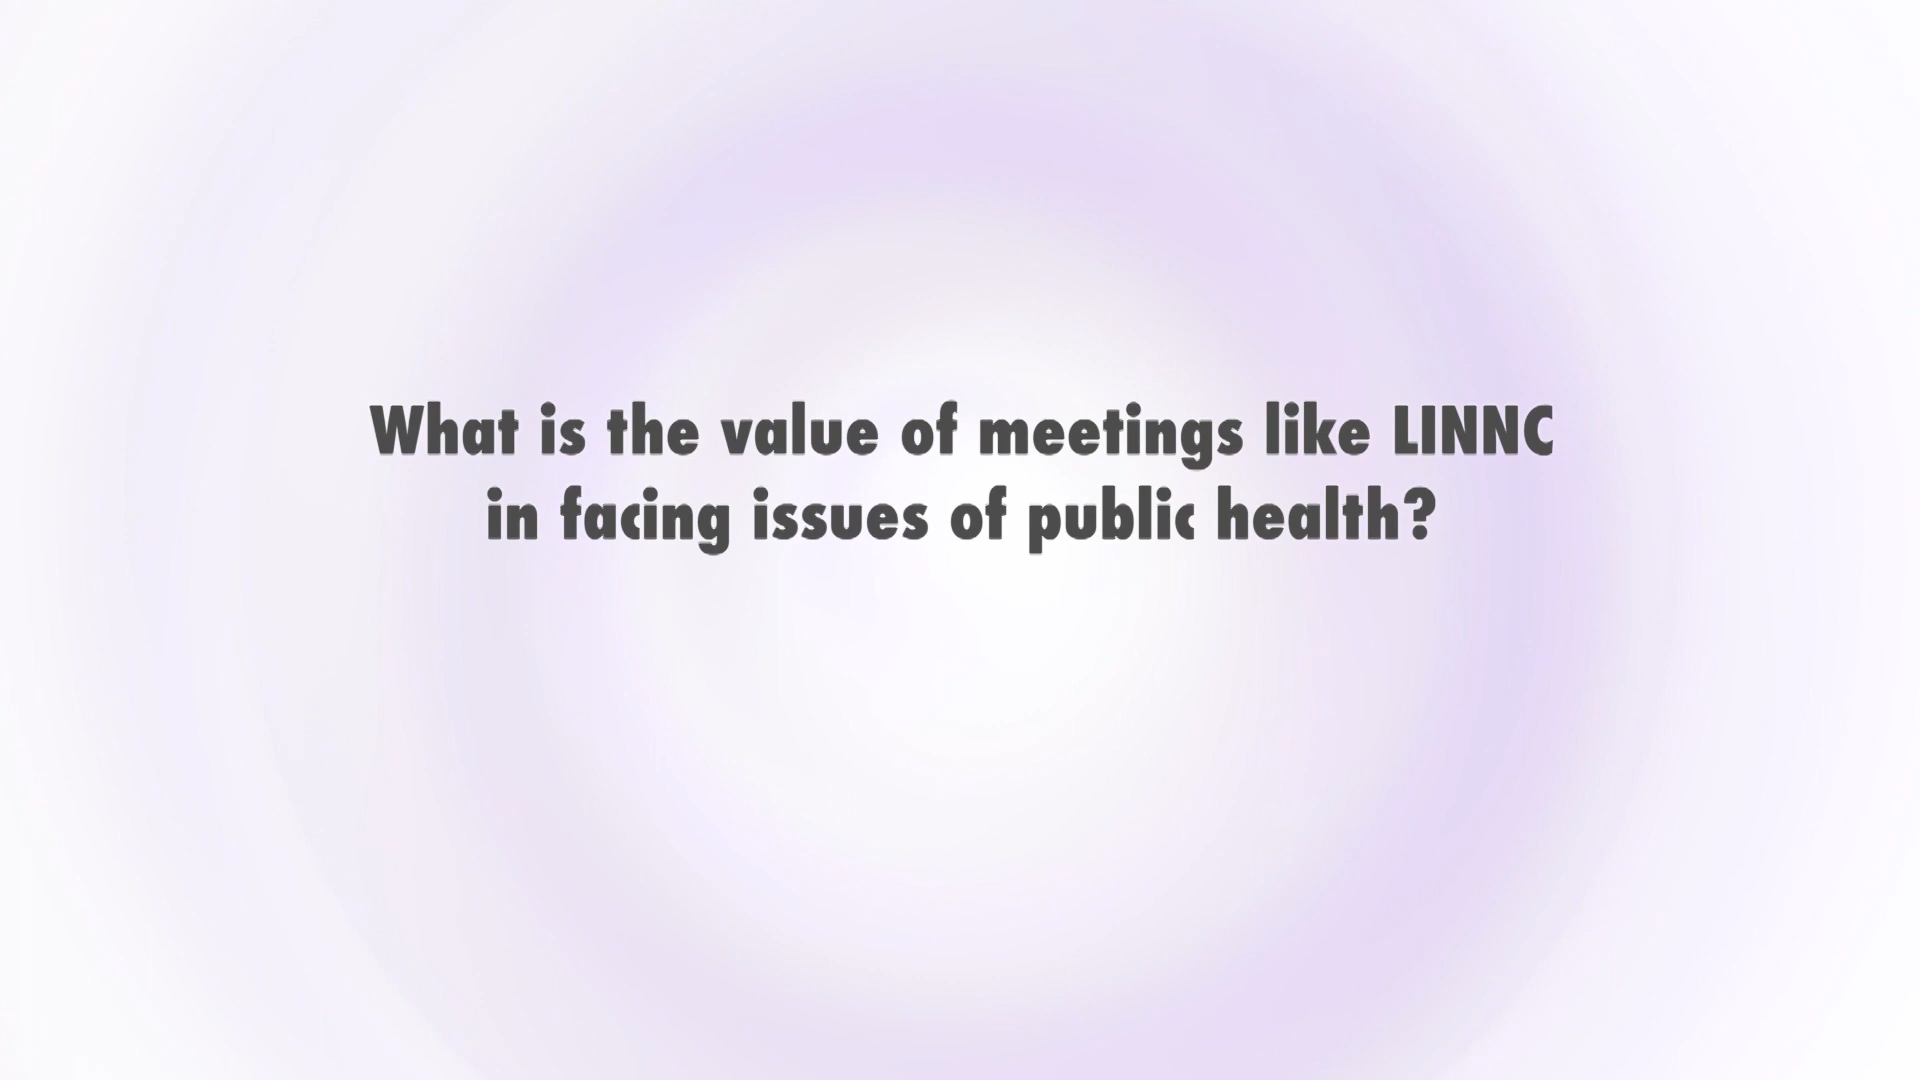 What is the value of meetings like LINNC
in facing issues of public health?